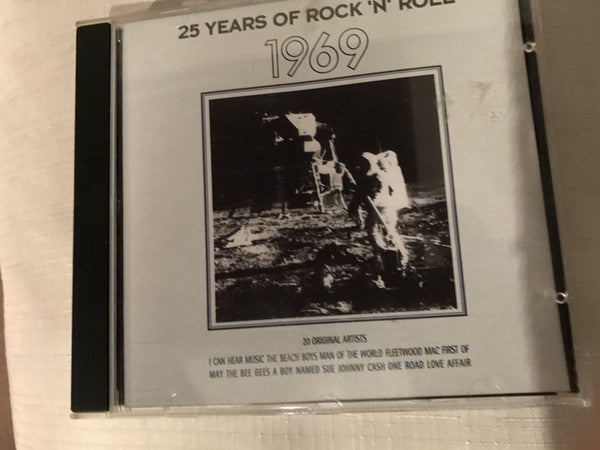 25 YEARS OF ROCK 'N' ROLL
1969
20 ORIGINAL ARTISTS
I CAN HEAR MUSIC THE BEACH BOYS MAN OF THE WORLD FLEETWOOD MAC FIRST OF
MAY THE BEE GEES A BOY NAMED SUE JOHNNY CASH ONE ROAD LOVE AFFAIR